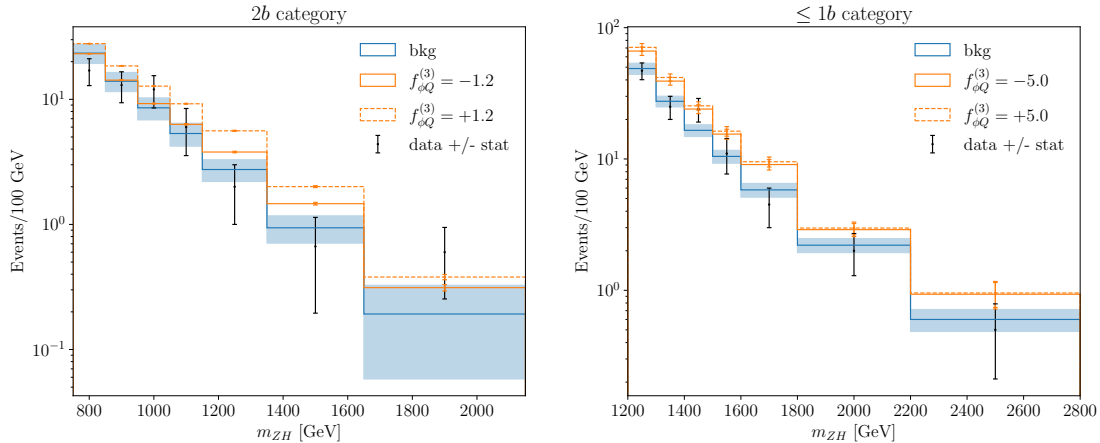 2b category
Events/100 GeV
10^1
10^0
10^{-1}
bkg
f_{ϕQ}^{(3)} = −1.2
f_{ϕQ}^{(3)} = +1.2
data +/- stat
800 1000 1200 1400 1600 1800 2000
m_{ZH} [GeV]
≤ 1b category
Events/100 GeV
10^2
10^1
10^0
bkg
f_{ϕQ}^{(3)} = −5.0
f_{ϕQ}^{(3)} = +5.0
data +/- stat
1200 1400 1600 1800 2000 2200 2400 2600 2800
m_{ZH} [GeV]